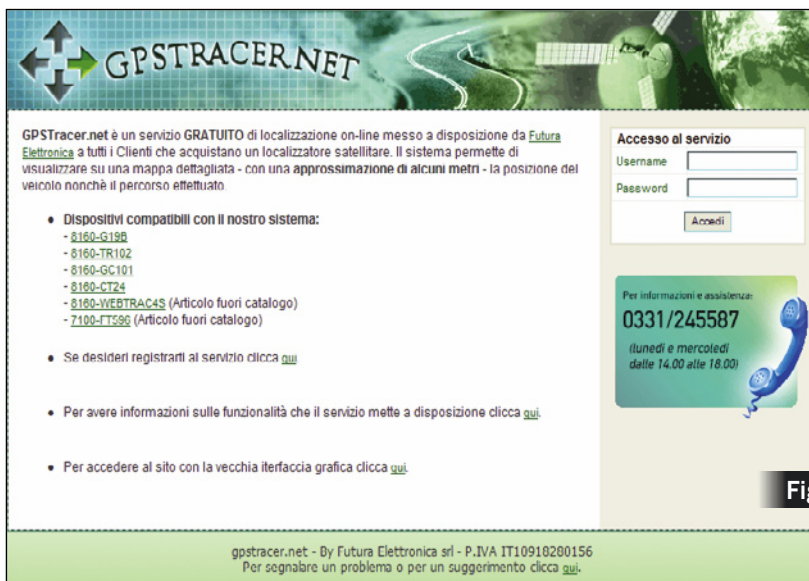 GPSTRACERNET
GPSTracer.net è un servizio GRATUITO di localizzazione on-line messo a disposizione da Futura
Elettronica a tutti i Clienti che acquistano un localizzatore satellitare. Il sistema permette di
visualizzare su una mappa dettagliata - con una approssimazione di alcuni metri - la posizione del
veicolo nonchè il percorso effettuato.
● Dispositivi compatibili con il nostro sistema:
- 8160-G19B
- 8160-TR102
- 8160-GC101
- 8160-CT24
- 8160-WEBTRAC4S (Articolo fuori catalogo)
- 7100-FT596 (Articolo fuori catalogo)
● Se desideri registrarti al servizio clicca qui
● Per avere informazioni sulle funzionalità che il servizio mette a disposizione clicca qui.
● Per accedere al sito con la vecchia iterfaccia grafica clicca qui.
Accesso al servizio
Username
Password
Accedi
Per informazioni e assistenza:
0331/245587
(lunedì e mercoledì
dalle 14.00 alle 18.00)
Fig
gpstracer.net - By Futura Elettronica srl - P.IVA IT10918280156
Per segnalare un problema o per un suggerimento clicca qui.